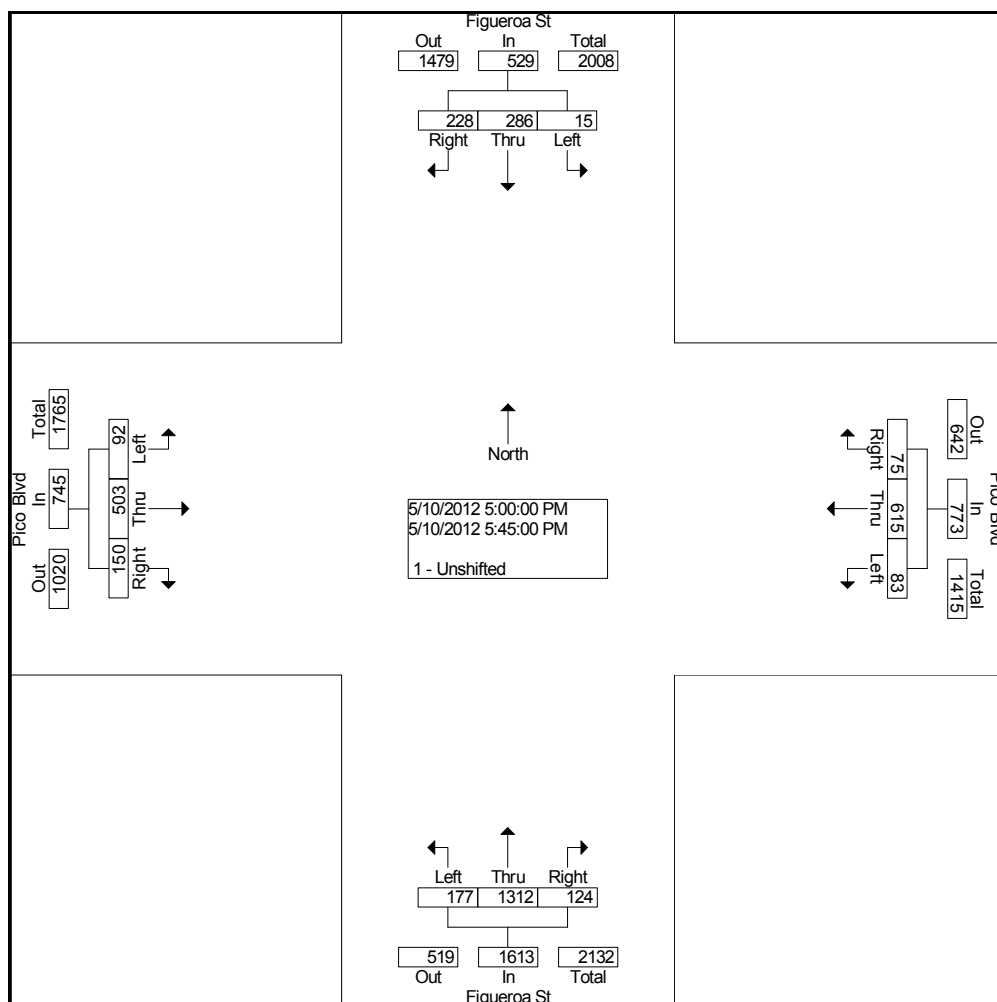 Figueroa St
Out In Total
1479 529 2008
228 286 15
Right Thru Left
Pico Blvd
Total In Out
1765 745 1020
92 503 150
Left Thru Right
North
5/10/2012 5:00:00 PM
5/10/2012 5:45:00 PM
1 - Unshifted
Right Thru Left
75 615 83
Out In Total
642 773 1415
Pico Blvd
Left Thru Right
177 1312 124
519 1613 2132
Out In Total
Figueroa St